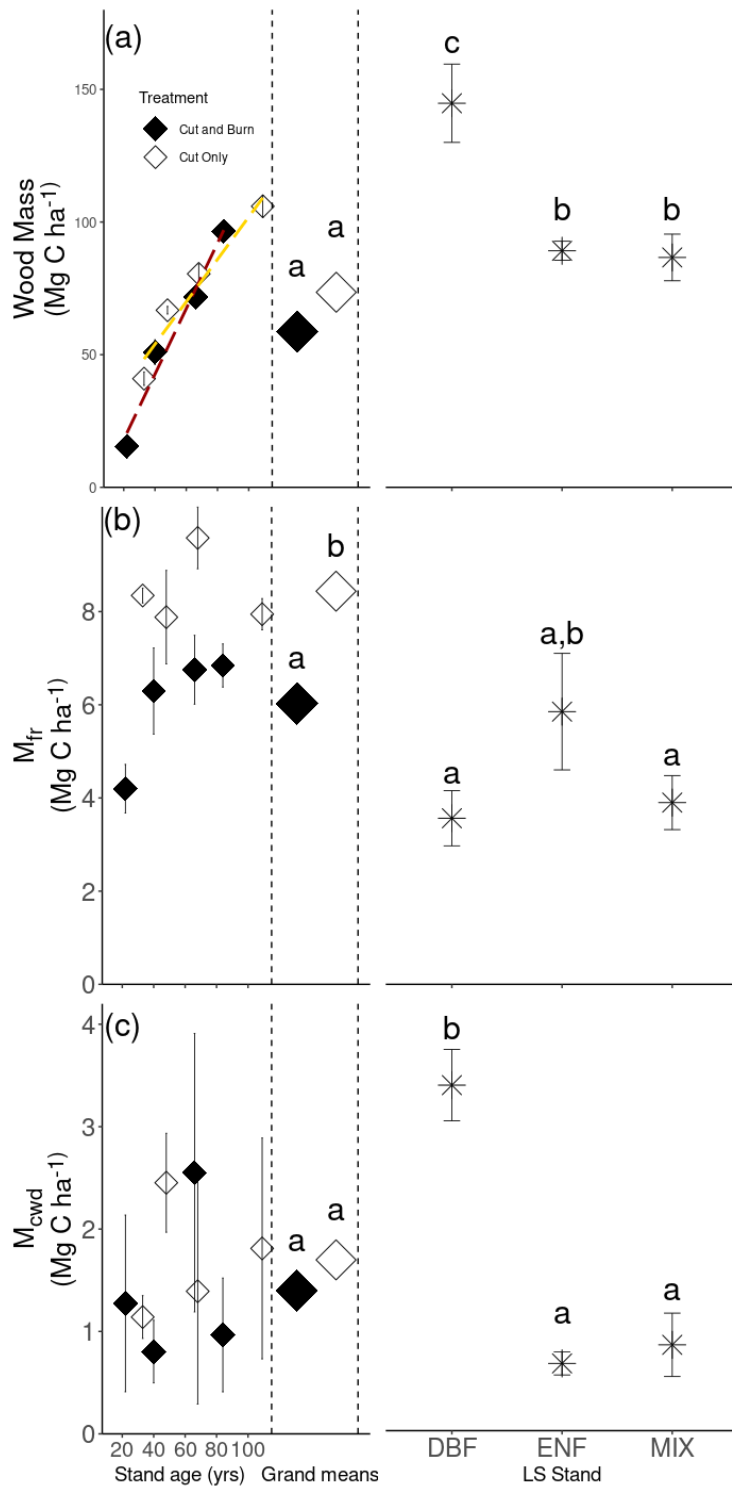 (a)
Treatment
Cut and Burn
Cut Only
Wood Mass
(Mg C ha⁻¹)
150
100
50
0
a
a
c
b
b
(b)
M_fr
(Mg C ha⁻¹)
8
6
4
2
0
a
b
a
a,b
a
(c)
M_cwd
(Mg C ha⁻¹)
4
3
2
1
0
a
a
b
a
a
20 40 60 80 100
Stand age (yrs)
Grand means
DBF ENF MIX
LS Stand